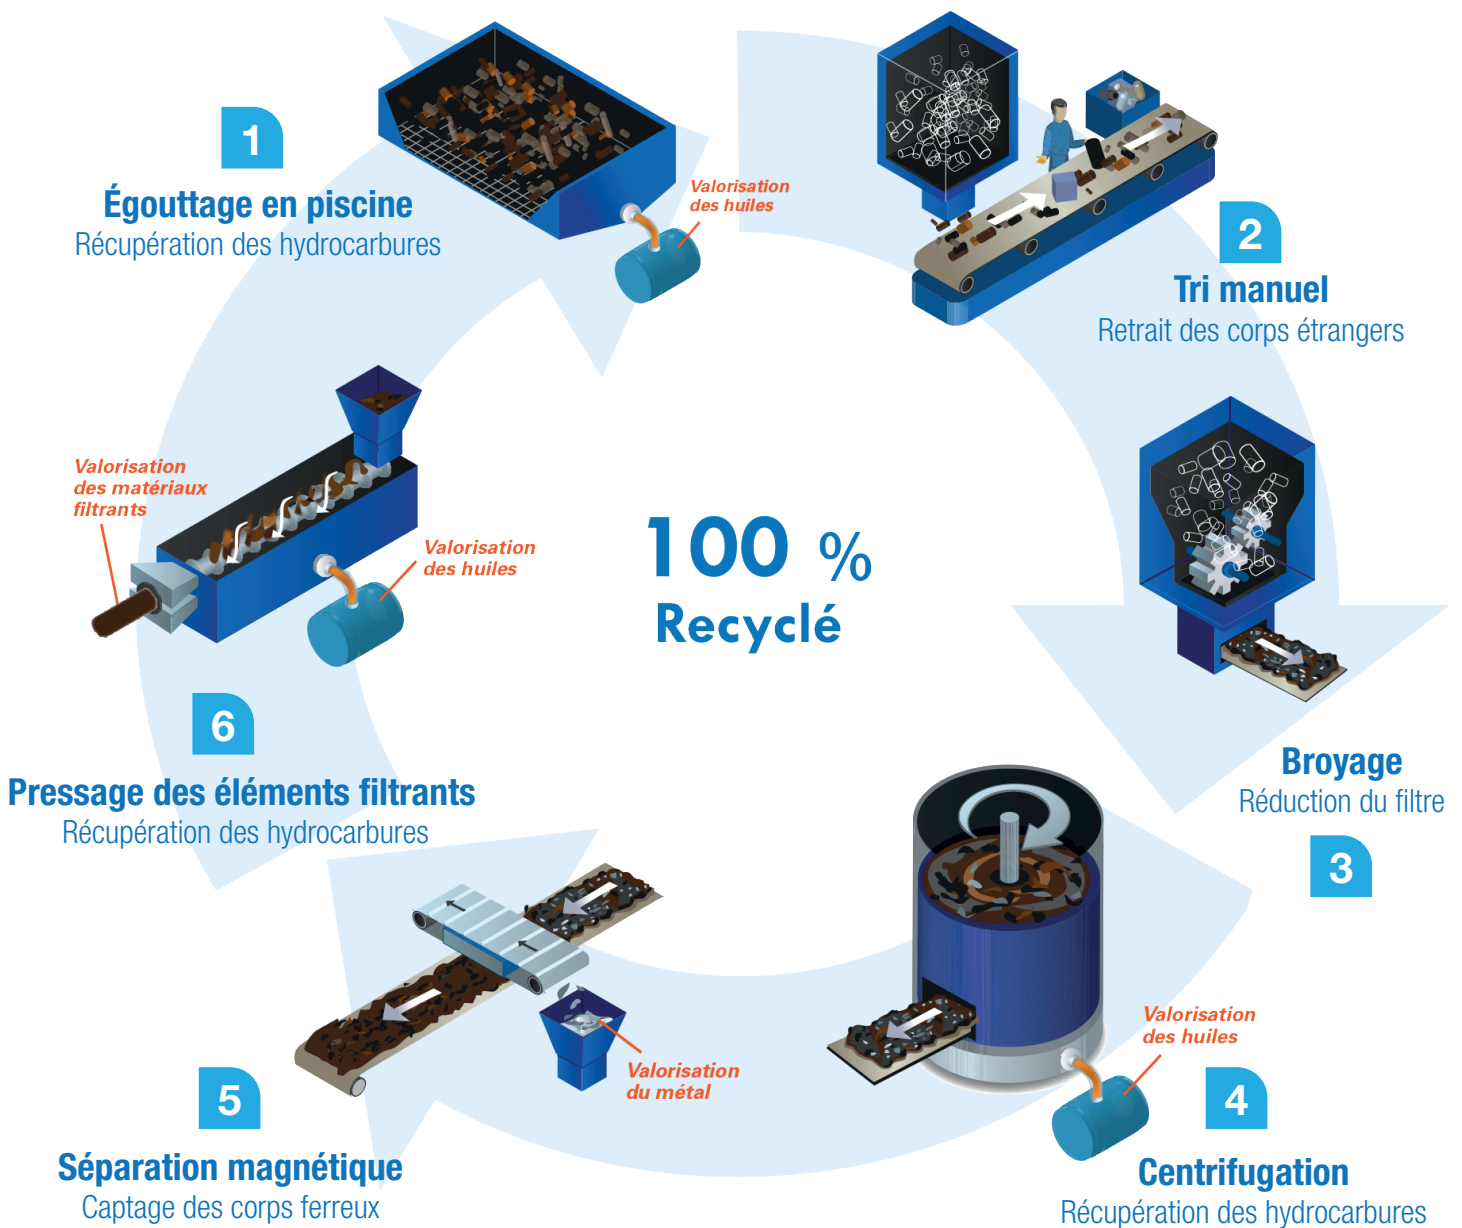 1
Égouttage en piscine
Récupération des hydrocarbures
Valorisation
des huiles
2
Tri manuel
Retrait des corps étrangers
Broyage
Réduction du filtre
3
Valorisation
des huiles
4
Centrifugation
Récupération des hydrocarbures
Valorisation
du métal
5
Séparation magnétique
Captage des corps ferreux
Valorisation
des matériaux
filtrants
Valorisation
des huiles
6
Pressage des éléments filtrants
Récupération des hydrocarbures
100 %
Recyclé